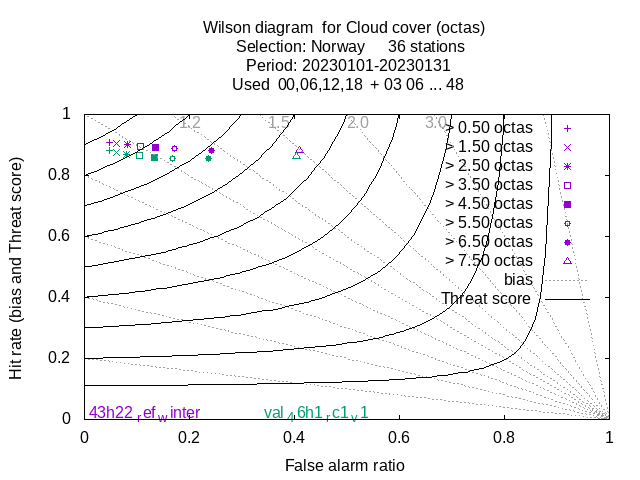 Wilson diagram  for Cloud cover (octas)
Selection: Norway     36 stations
Period: 20230101-20230131
Used  00,06,12,18  + 03 06 ... 48
1.2
1.5
2.0
3.0
> 0.50 octas
> 1.50 octas
> 2.50 octas
> 3.50 octas
> 4.50 octas
> 5.50 octas
> 6.50 octas
> 7.50 octas
bias
Threat score
Hit rate (bias and Threat score)
1
0.8
0.6
0.4
0.2
0
43h22_ref_winter
val_46h1_rc1_v1
0
0.2
0.4
0.6
0.8
1
False alarm ratio